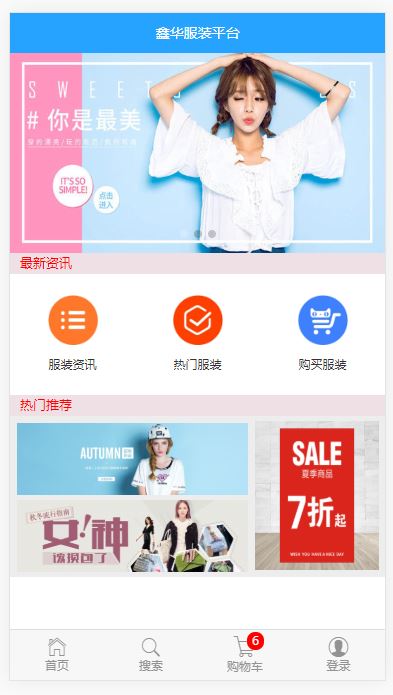 鑫华服装平台
SWEET
S
# 你是最美
IT'S SO
SIMPLE!
点击
进入
最新资讯
服装资讯
热门服装
购买服装
热门推荐
AUTUMN
秋冬流行指南
女!神
该换包了
SALE
夏季商品
7折起
WISH YOU HAVE A NICE DAY
首页
搜索
6
购物车
登录